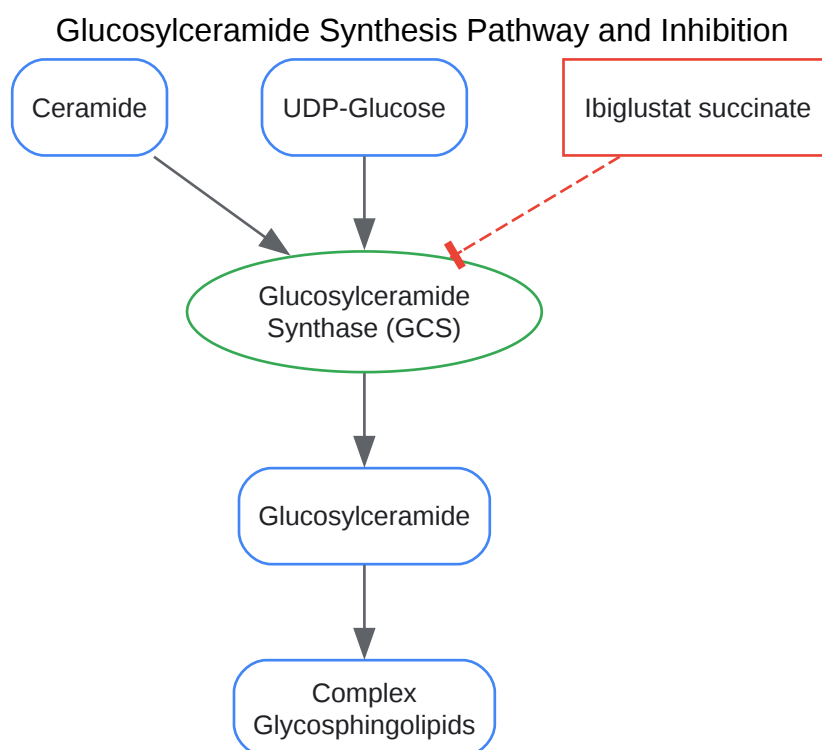 Glucosylceramide Synthesis Pathway and Inhibition
Ceramide
UDP-Glucose
Ibiglustat succinate
Glucosylceramide
Synthase (GCS)
Glucosylceramide
Complex
Glycosphingolipids